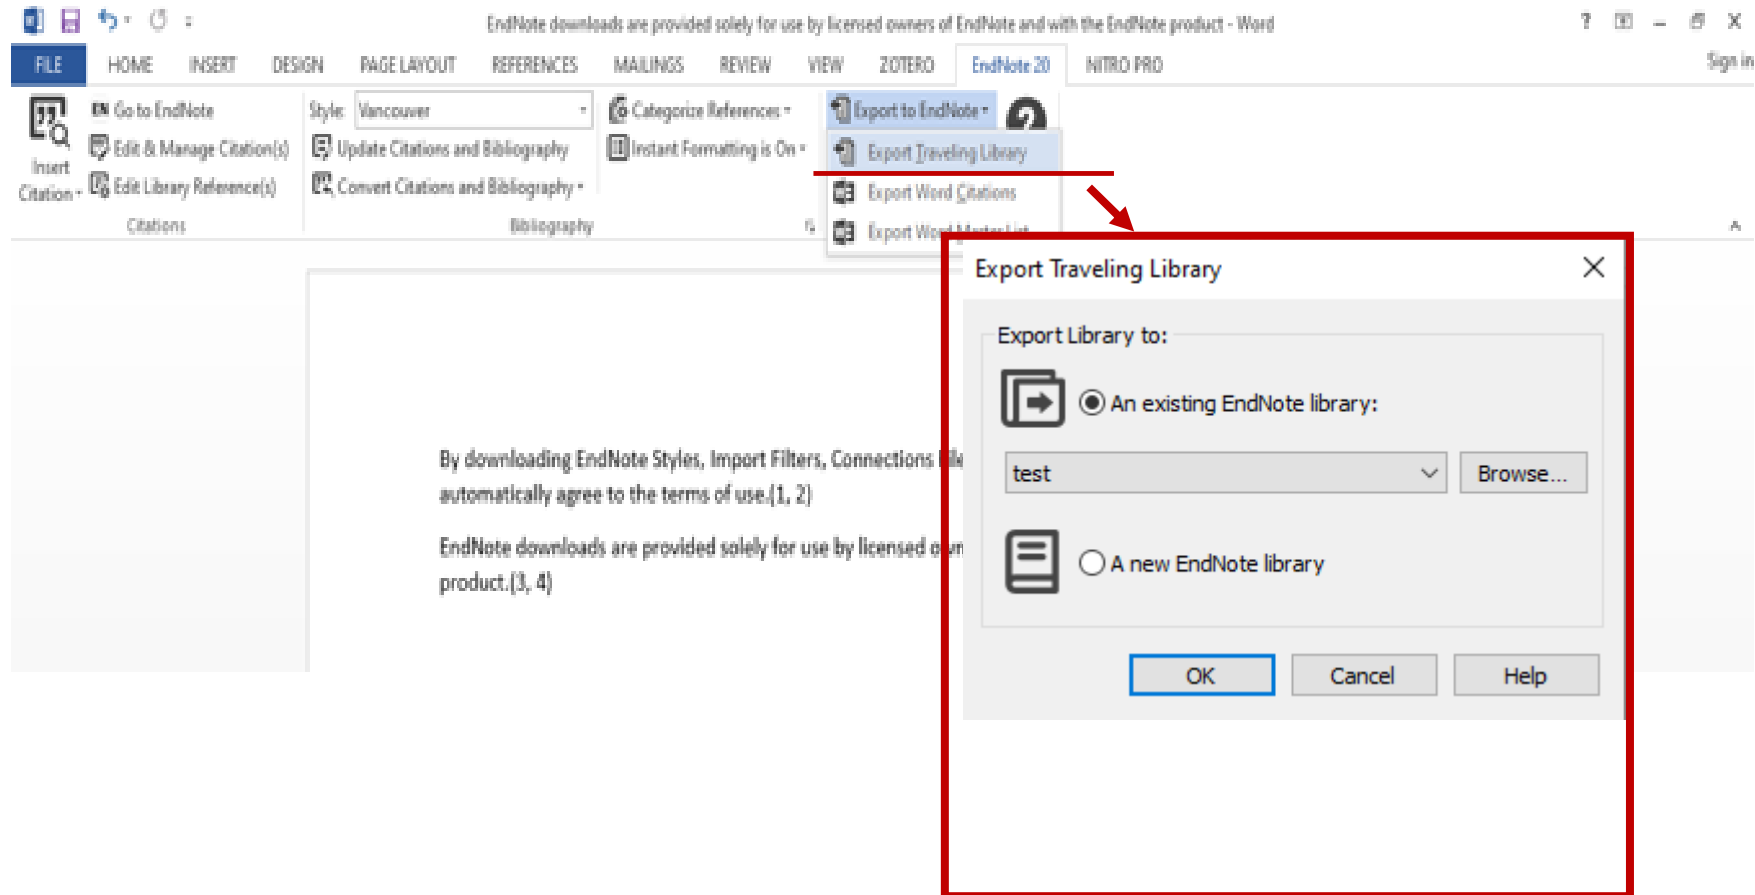 EndNote downloads are provided solely for use by licensed owners of EndNote and with the EndNote product - Word
Sign in
FILE HOME INSERT DESIGN PAGE LAYOUT REFERENCES MAILINGS REVIEW VIEW ZOTERO EndNote 20 NITRO PRO
Insert Citation
EN Go to EndNote
Edit & Manage Citation(s)
Edit Library Reference(s)
Citations
Style: Vancouver
Update Citations and Bibliography
Convert Citations and Bibliography
Categorize References
Instant Formatting is On
Bibliography
Export to EndNote
Export Traveling Library
Export Word Citations
Export Word Master List
By downloading EndNote Styles, Import Filters, Connections
automatically agree to the terms of use.(1, 2)
EndNote downloads are provided solely for use by licensed
product.(3, 4)
Export Traveling Library
Export Library to:
An existing EndNote library:
test
Browse...
A new EndNote library
OK Cancel Help